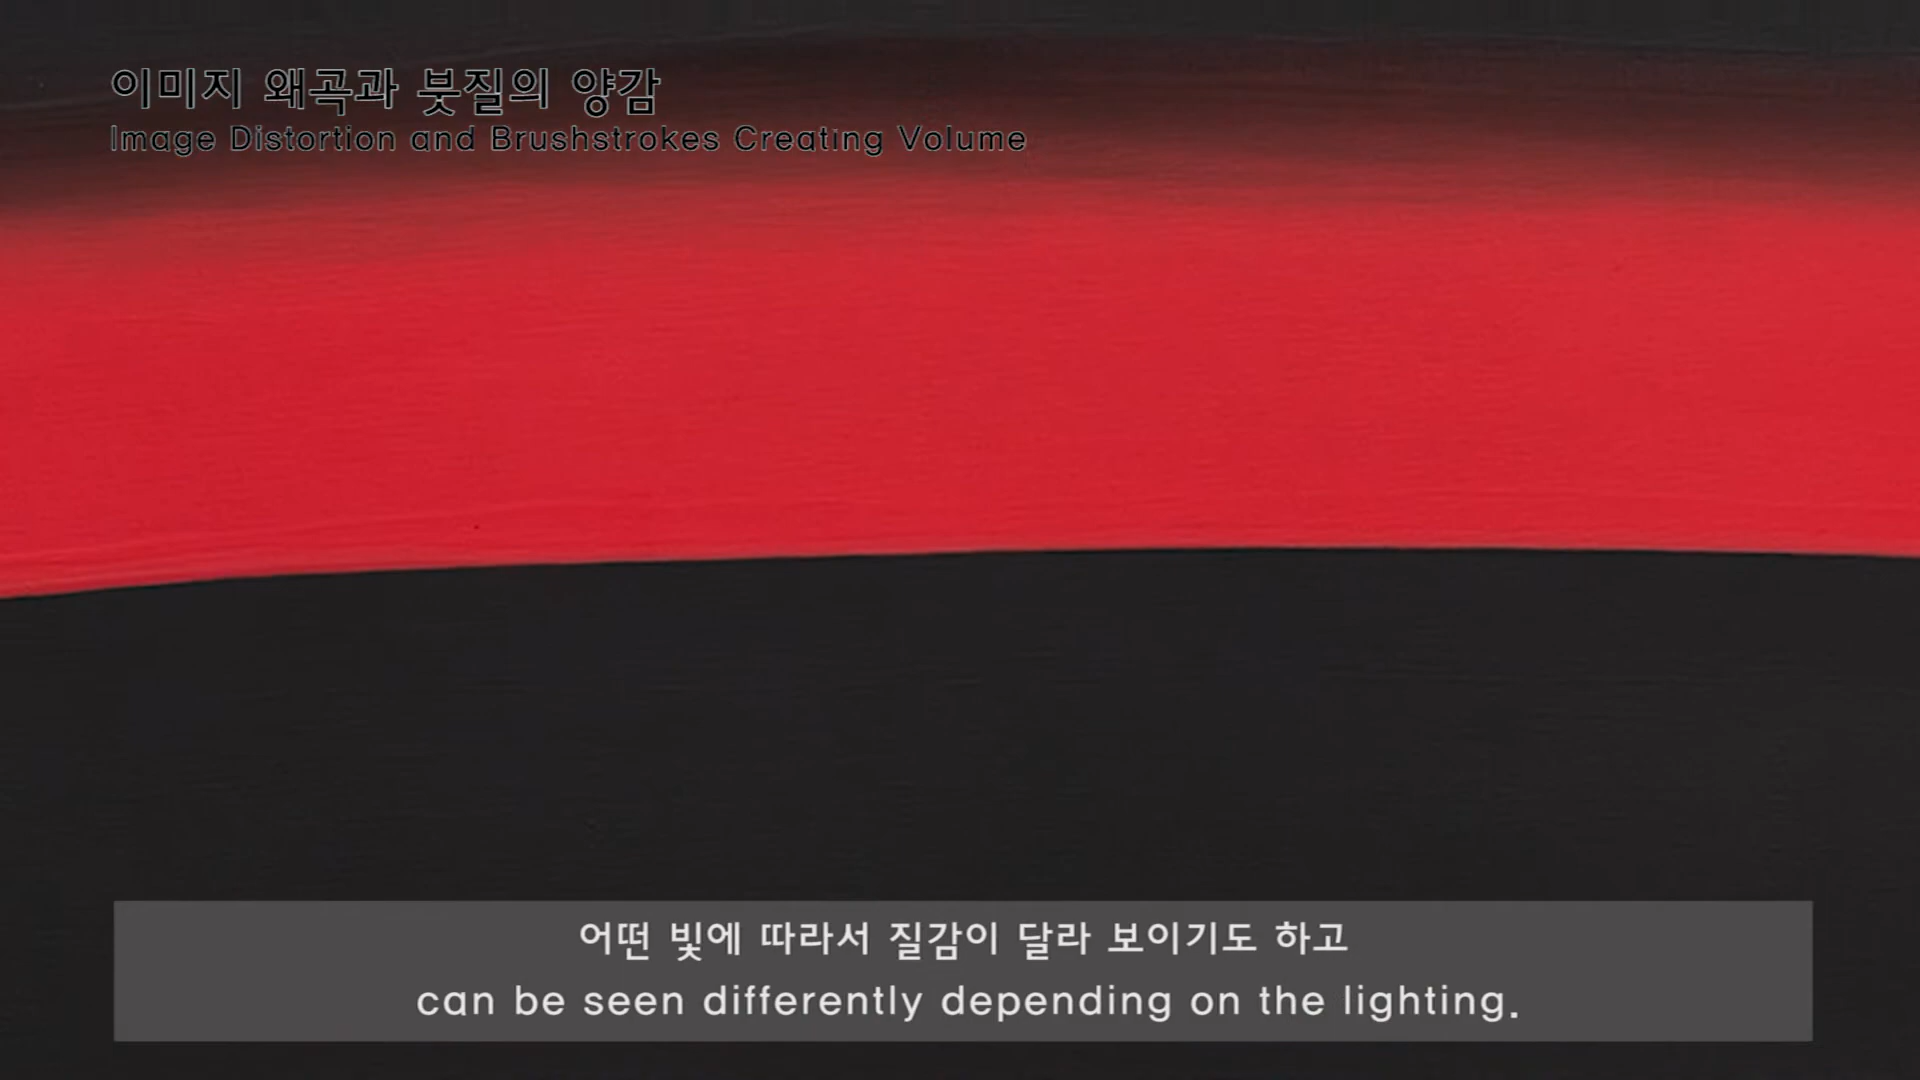 이미지 왜곡과 붓질의 양감
Image Distortion and Brushstrokes Creating Volume
어떤 빛에 따라서 질감이 달라 보이기도 하고
can be seen differently depending on the lighting.